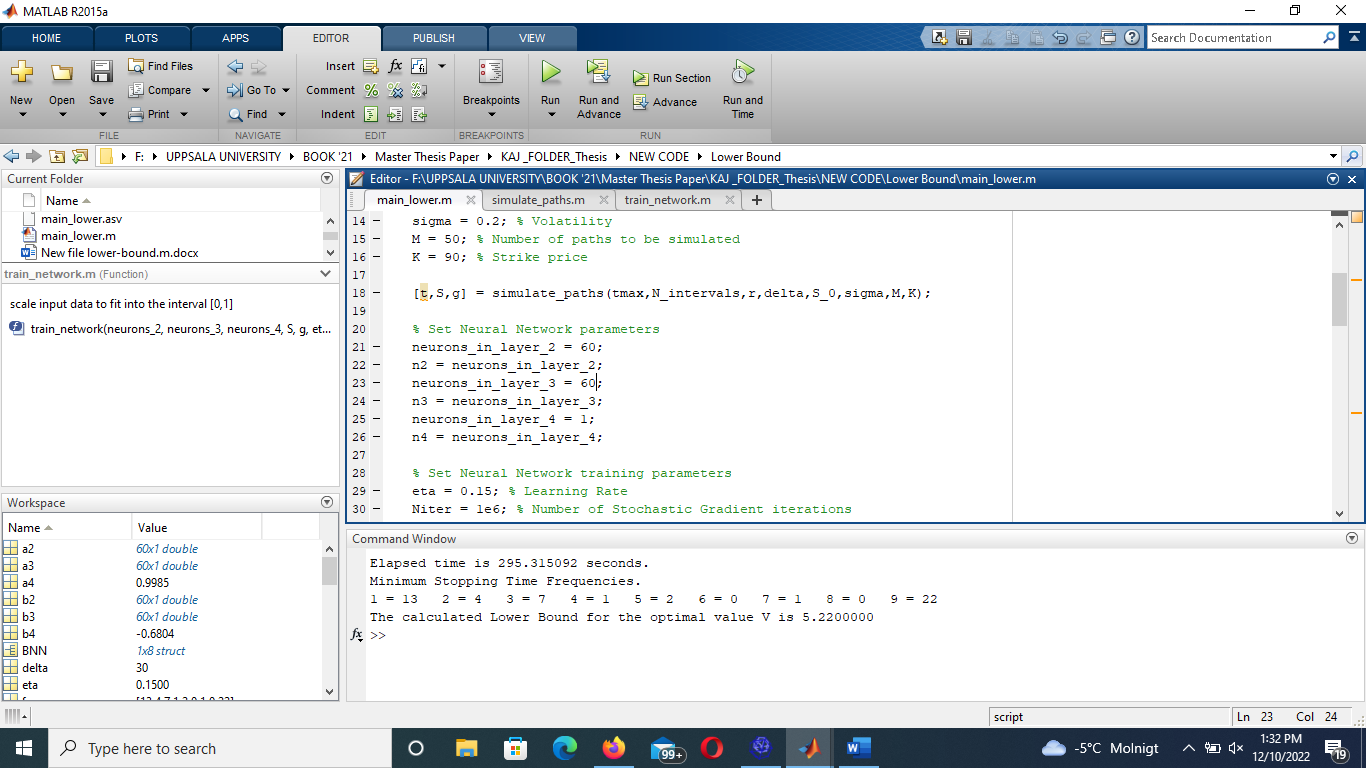 MATLAB R2015a
HOME PLOTS APPS EDITOR PUBLISH VIEW
Search Documentation
New Open Save
Find Files
Compare
Print
Go To
Find
Insert
Comment
Indent
Breakpoints
Run
Run and Advance
Run Section
Advance
Run and Time
FILE NAVIGATE EDIT BREAKPOINTS RUN
F: UPPSALA UNIVERSITY BOOK '21 Master Thesis Paper KAJ _FOLDER_Thesis NEW CODE Lower Bound
Current Folder
Name
main_lower.asv
main_lower.m
New file lower-bound.m.docx
train_network.m (Function)
scale input data to fit into the interval [0,1]
train_network(neurons_2, neurons_3, neurons_4, S, g, et...
Workspace
Name Value
a2 60x1 double
a3 60x1 double
a4 0.9985
b2 60x1 double
b3 60x1 double
b4 -0.6804
BNN 1x8 struct
delta 30
eta 0.1500
Editor - F:\UPPSALA UNIVERSITY\BOOK '21\Master Thesis Paper\KAJ _FOLDER_Thesis\NEW CODE\Lower Bound\main_lower.m
main_lower.m simulate_paths.m train_network.m
14 sigma = 0.2; % Volatility
15 M = 50; % Number of paths to be simulated
16 K = 90; % Strike price
17
18 [t,S,g] = simulate_paths(tmax,N_intervals,r,delta,S_0,sigma,M,K);
19
20 % Set Neural Network parameters
21 neurons_in_layer_2 = 60;
22 n2 = neurons_in_layer_2;
23 neurons_in_layer_3 = 60;
24 n3 = neurons_in_layer_3;
25 neurons_in_layer_4 = 1;
26 n4 = neurons_in_layer_4;
27
28 % Set Neural Network training parameters
29 eta = 0.15; % Learning Rate
30 Niter = 1e6; % Number of Stochastic Gradient iterations
Command Window
Elapsed time is 295.315092 seconds.
Minimum Stopping Time Frequencies.
1 = 13 2 = 4 3 = 7 4 = 1 5 = 2 6 = 0 7 = 1 8 = 0 9 = 22
The calculated Lower Bound for the optimal value V is 5.2200000
fx >>
script Ln 23 Col 24
Type here to search
99+
-5°C Molnigt
1:32 PM
12/10/2022
19